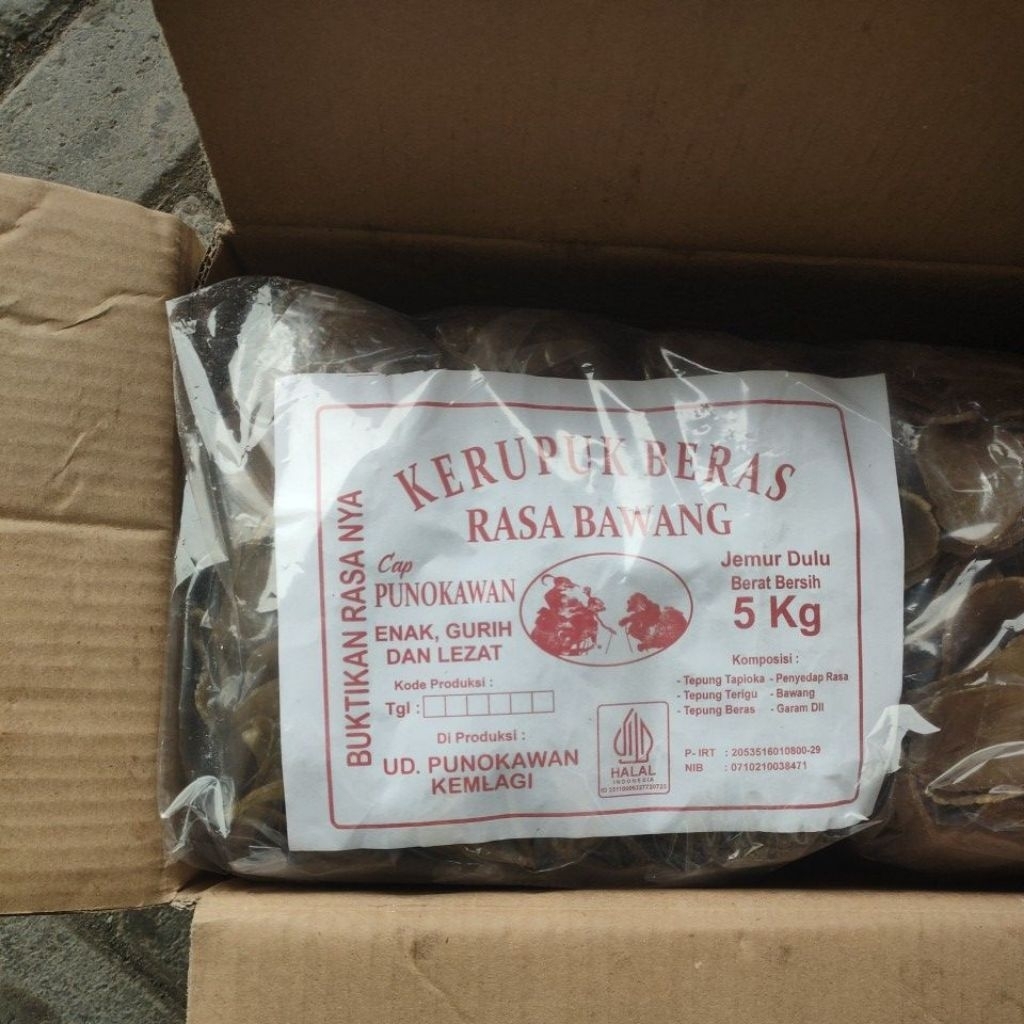 KERUPUK BERAS
RASA BAWANG
BUKTIKAN RASA NYA
Cap
PUNOKAWAN
ENAK, GURIH
DAN LEZAT
Kode Produksi :
Tgl :
Di Produksi :
UD. PUNOKAWAN
KEMLAGI
Jemur Dulu
Berat Bersih
5 Kg
Komposisi :
- Tepung Tapioka - Penyedap Rasa
- Tepung Terigu - Bawang
- Tepung Beras - Garam Dll
HALAL
INDONESIA
P- IRT : 2053516010800-29
NIB : 0710210038471